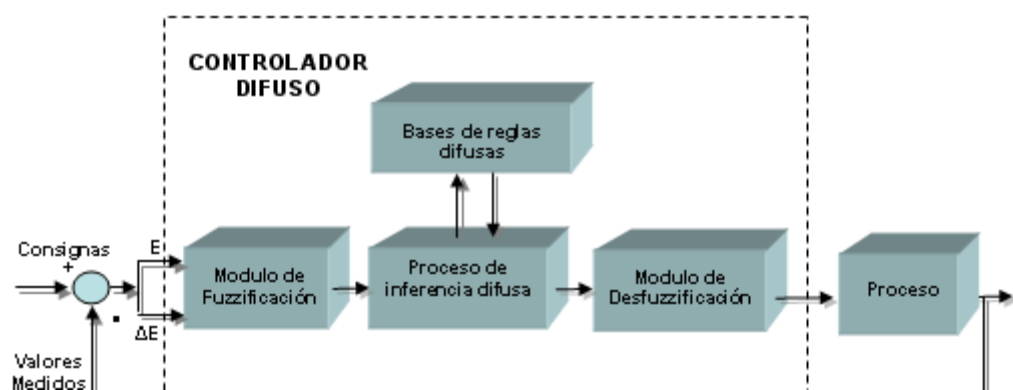 CONTROLADOR
DIFUSO
Bases de reglas
difusas
Consignas
+
E
Modulo de
Fuzzificación
Proceso de
inferencia difusa
Modulo de
Desfuzzificación
Proceso
ΔE
Valores
Medidos